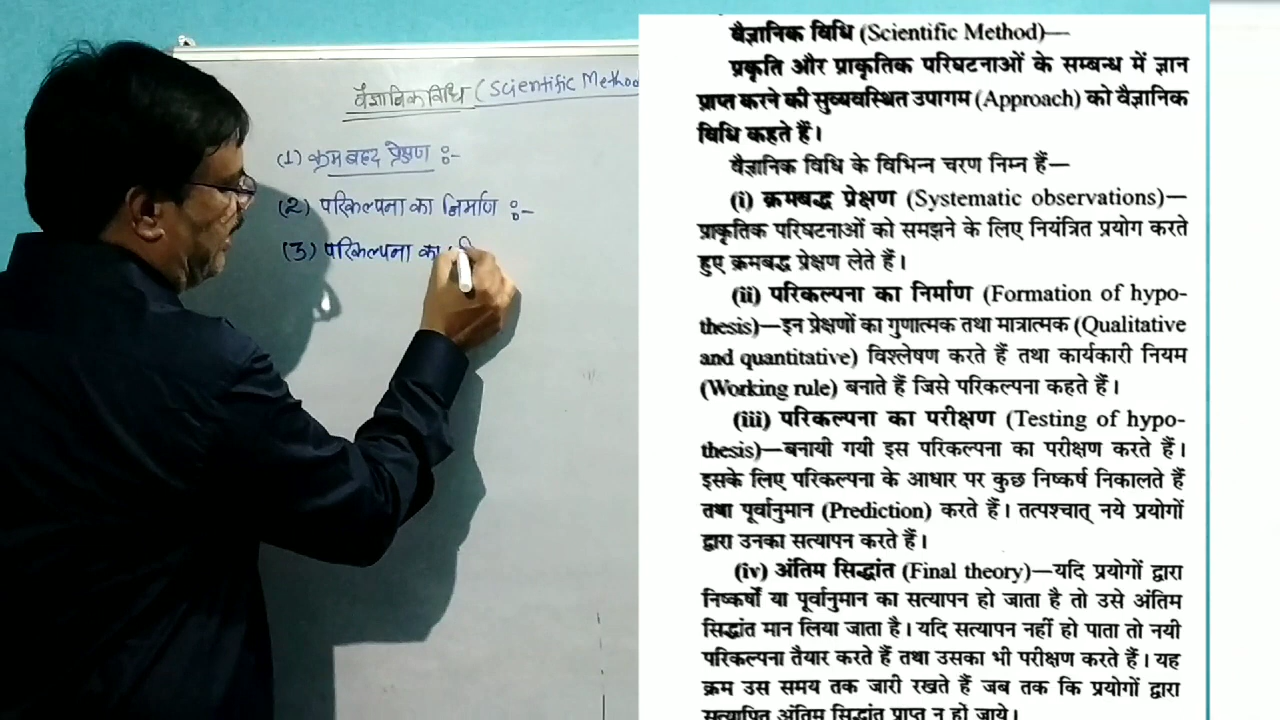 वैज्ञानिक विधि (Scientific Method
(1) क्रमबद्ध प्रेक्षण :-
(2) परिकल्पना का निर्माण :-
(3) परिकल्पना का
वैज्ञानिक विधि (Scientific Method)—
प्रकृति और प्राकृतिक परिघटनाओं के सम्बन्ध में ज्ञान
प्राप्त करने की सुव्यवस्थित उपागम (Approach) को वैज्ञानिक
विधि कहते हैं।
वैज्ञानिक विधि के विभिन्न चरण निम्न हैं—
(i) क्रमबद्ध प्रेक्षण (Systematic observations)—
प्राकृतिक परिघटनाओं को समझने के लिए नियंत्रित प्रयोग करते
हुए क्रमबद्ध प्रेक्षण लेते हैं।
(ii) परिकल्पना का निर्माण (Formation of hypo-
thesis)—इन प्रेक्षणों का गुणात्मक तथा मात्रात्मक (Qualitative
and quantitative) विश्लेषण करते हैं तथा कार्यकारी नियम
(Working rule) बनाते हैं जिसे परिकल्पना कहते हैं।
(iii) परिकल्पना का परीक्षण (Testing of hypo-
thesis)—बनायी गयी इस परिकल्पना का परीक्षण करते हैं।
इसके लिए परिकल्पना के आधार पर कुछ निष्कर्ष निकालते हैं
तथा पूर्वानुमान (Prediction) करते हैं। तत्पश्चात् नये प्रयोगों
द्वारा उनका सत्यापन करते हैं।
(iv) अंतिम सिद्धांत (Final theory)—यदि प्रयोगों द्वारा
निष्कर्षों या पूर्वानुमान का सत्यापन हो जाता है तो उसे अंतिम
सिद्धांत मान लिया जाता है। यदि सत्यापन नहीं हो पाता तो नयी
परिकल्पना तैयार करते हैं तथा उसका भी परीक्षण करते हैं। यह
क्रम उस समय तक जारी रखते हैं जब तक कि प्रयोगों द्वारा
सत्यापित अंतिम सिद्धांत प्राप्त न हों जाये।